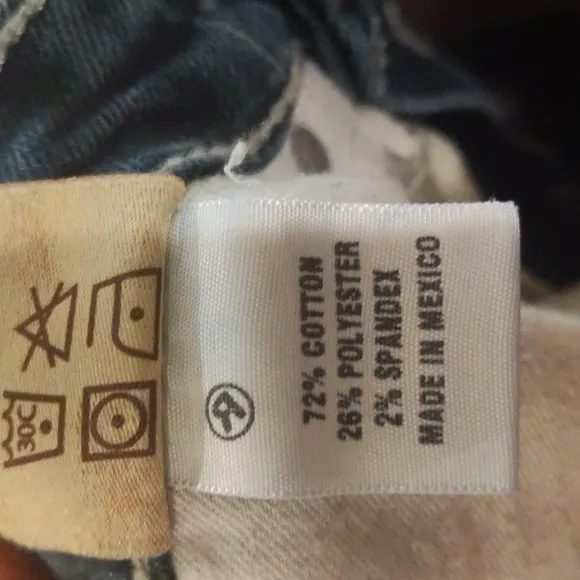 72% COTTON
26% POLYESTER
2% SPANDEX
MADE IN MEXICO
30C